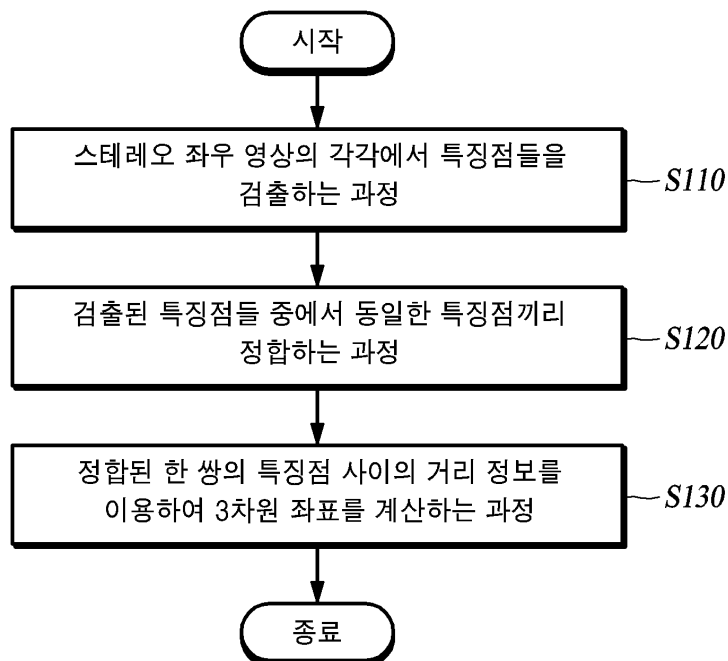 시작
스테레오 좌우 영상의 각각에서 특징점들을
검출하는 과정
S110
검출된 특징점들 중에서 동일한 특징점끼리
정합하는 과정
S120
정합된 한 쌍의 특징점 사이의 거리 정보를
이용하여 3차원 좌표를 계산하는 과정
S130
종료